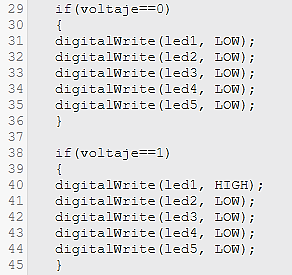 29 if(voltaje==0)
30 {
31 digitalWrite(led1, LOW);
32 digitalWrite(led2, LOW);
33 digitalWrite(led3, LOW);
34 digitalWrite(led4, LOW);
35 digitalWrite(led5, LOW);
36 }
37
38 if(voltaje==1)
39 {
40 digitalWrite(led1, HIGH);
41 digitalWrite(led2, LOW);
42 digitalWrite(led3, LOW);
43 digitalWrite(led4, LOW);
44 digitalWrite(led5, LOW);
45 }